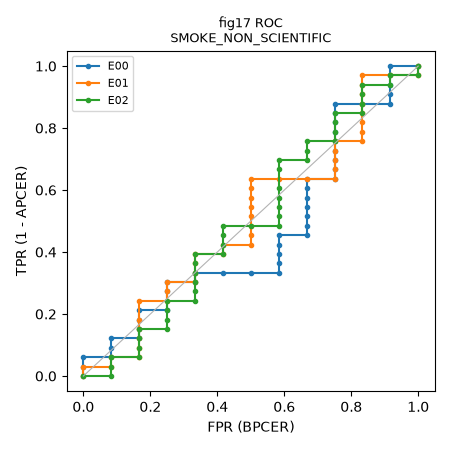 fig17 ROC
SMOKE_NON_SCIENTIFIC
E00
E01
E02
TPR (1 - APCER)
1.0
0.8
0.6
0.4
0.2
0.0
0.0 0.2 0.4 0.6 0.8 1.0
FPR (BPCER)